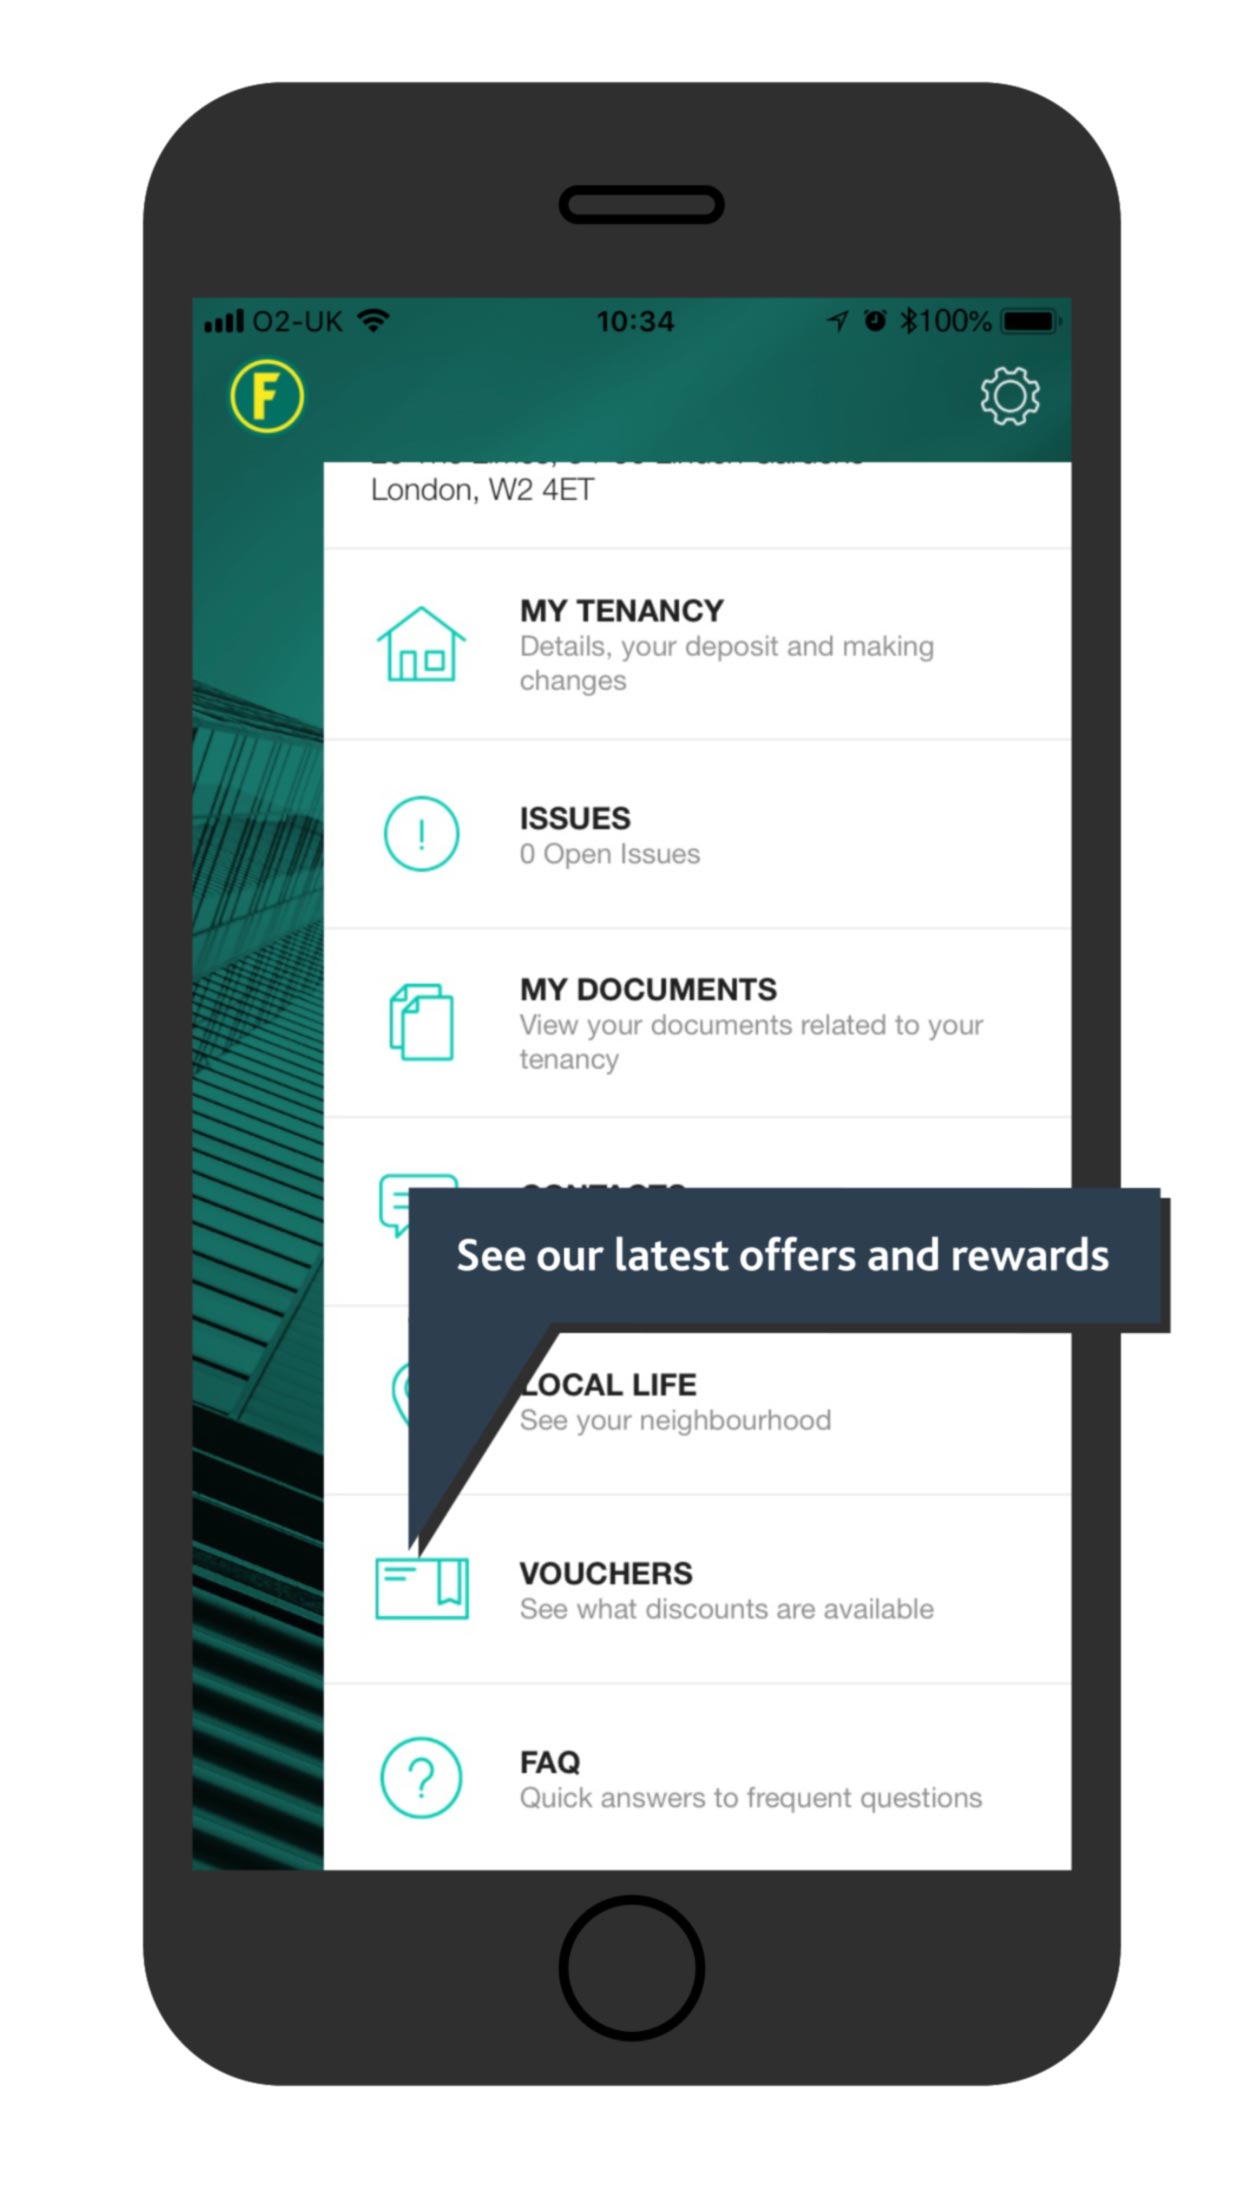 O2-UK 10:34 100%
F
London, W2 4ET
MY TENANCY
Details, your deposit and making
changes
ISSUES
0 Open Issues
MY DOCUMENTS
View your documents related to your
tenancy
See our latest offers and rewards
LOCAL LIFE
See your neighbourhood
VOUCHERS
See what discounts are available
FAQ
Quick answers to frequent questions